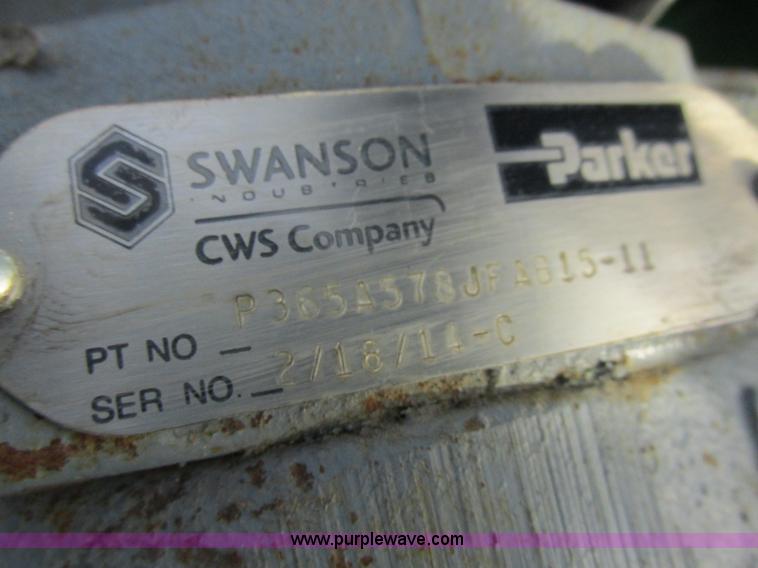 SWANSON
INDUSTRIES
CWS Company
Parker
PT NO – P365A578JFAB15-11
SER NO. – 2/18/14-C
www.purplewave.com